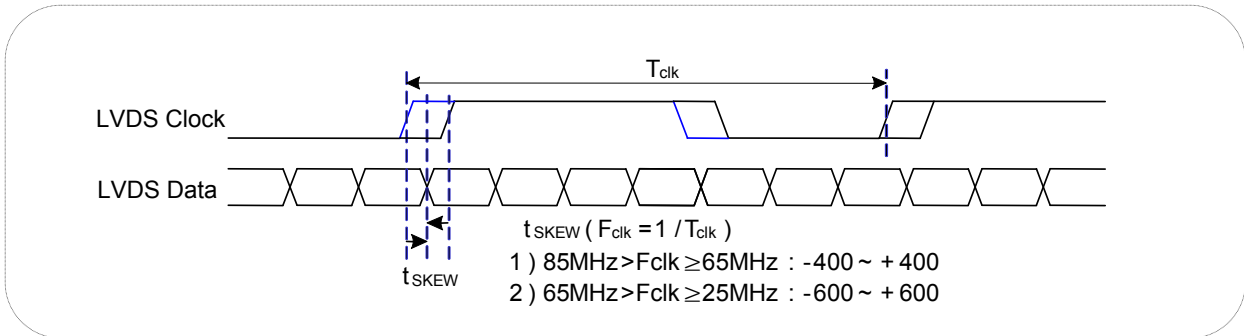 Tclk
LVDS Clock
LVDS Data
tSKEW ( Fclk = 1 / Tclk )
1 ) 85MHz>Fclk ≥65MHz : -400 ~ + 400
tSKEW
2 ) 65MHz>Fclk ≥25MHz : -600 ~ + 600